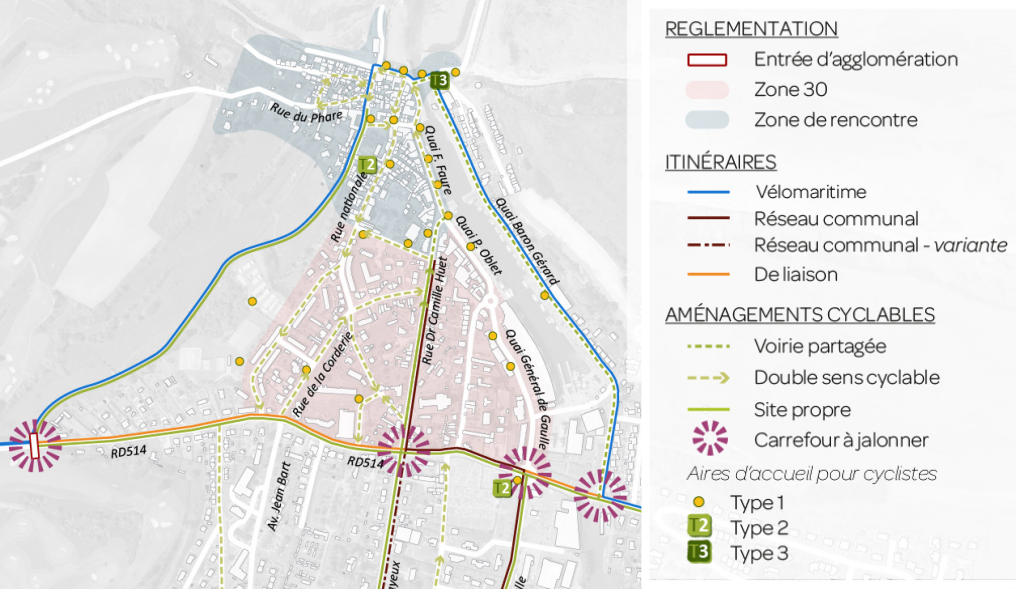 T3
Rue du Phare
Quai F. Faure
T2
Rue nationale
Quai Baron Gérard
Quai P. Oblet
Rue Dr Camille Huet
Rue de la Corderie
Quai Général de Goulle
RD514
RD514
T2
Av. Jean Bart
yeux
lle
REGLEMENTATION
Entrée d'agglomération
Zone 30
Zone de rencontre
ITINÉRAIRES
Vélomaritime
Réseau communal
Réseau communal - variante
De liaison
AMÉNAGEMENTS CYCLABLES
Voirie partagée
Double sens cyclable
Site propre
Carrefour à jalonner
Aires d'accueil pour cyclistes
Type 1
T2 Type 2
T3 Type 3